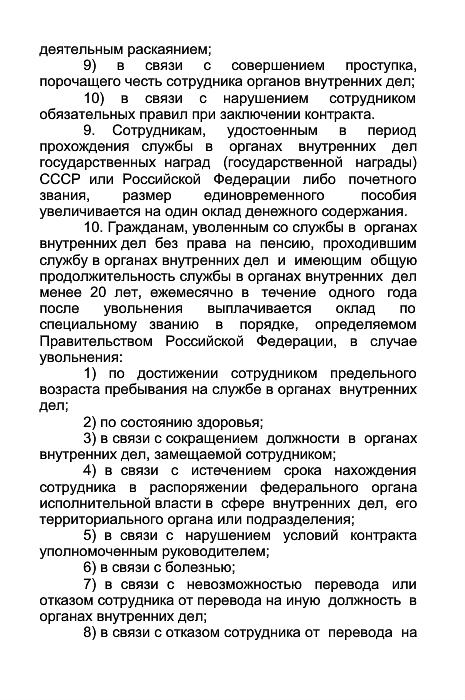 деятельным раскаянием;
9) в связи с совершением проступка,
порочащего честь сотрудника органов внутренних дел;
10) в связи с нарушением сотрудником
обязательных правил при заключении контракта.
9. Сотрудникам, удостоенным в период
прохождения службы в органах внутренних дел
государственных наград (государственной награды)
СССР или Российской Федерации либо почетного
звания, размер единовременного пособия
увеличивается на один оклад денежного содержания.
10. Гражданам, уволенным со службы в органах
внутренних дел без права на пенсию, проходившим
службу в органах внутренних дел и имеющим общую
продолжительность службы в органах внутренних дел
менее 20 лет, ежемесячно в течение одного года
после увольнения выплачивается оклад по
специальному званию в порядке, определяемом
Правительством Российской Федерации, в случае
увольнения:
1) по достижении сотрудником предельного
возраста пребывания на службе в органах внутренних
дел;
2) по состоянию здоровья;
3) в связи с сокращением должности в органах
внутренних дел, замещаемой сотрудником;
4) в связи с истечением срока нахождения
сотрудника в распоряжении федерального органа
исполнительной власти в сфере внутренних дел, его
территориального органа или подразделения;
5) в связи с нарушением условий контракта
уполномоченным руководителем;
6) в связи с болезнью;
7) в связи с невозможностью перевода или
отказом сотрудника от перевода на иную должность в
органах внутренних дел;
8) в связи с отказом сотрудника от перевода на